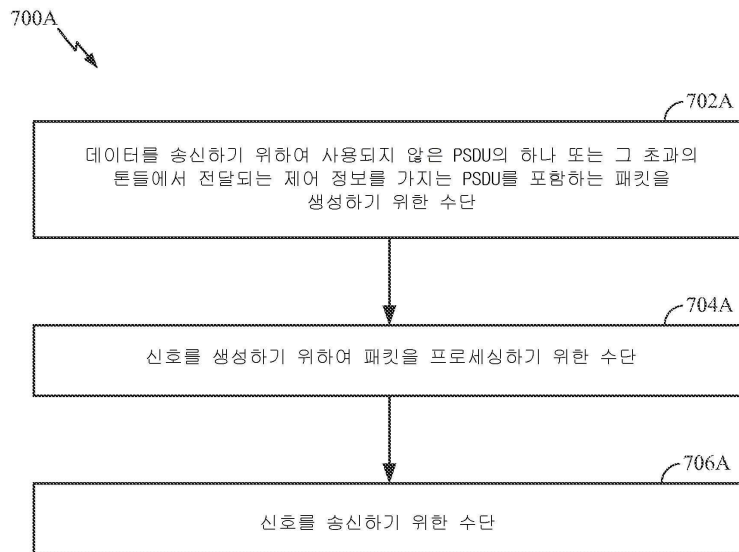 700A
702A
데이터를 송신하기 위하여 사용되지 않은 PSDU의 하나 또는 그 초과의
톤들에서 전달되는 제어 정보를 가지는 PSDU를 포함하는 패킷을
생성하기 위한 수단
704A
신호를 생성하기 위하여 패킷을 프로세싱하기 위한 수단
706A
신호를 송신하기 위한 수단